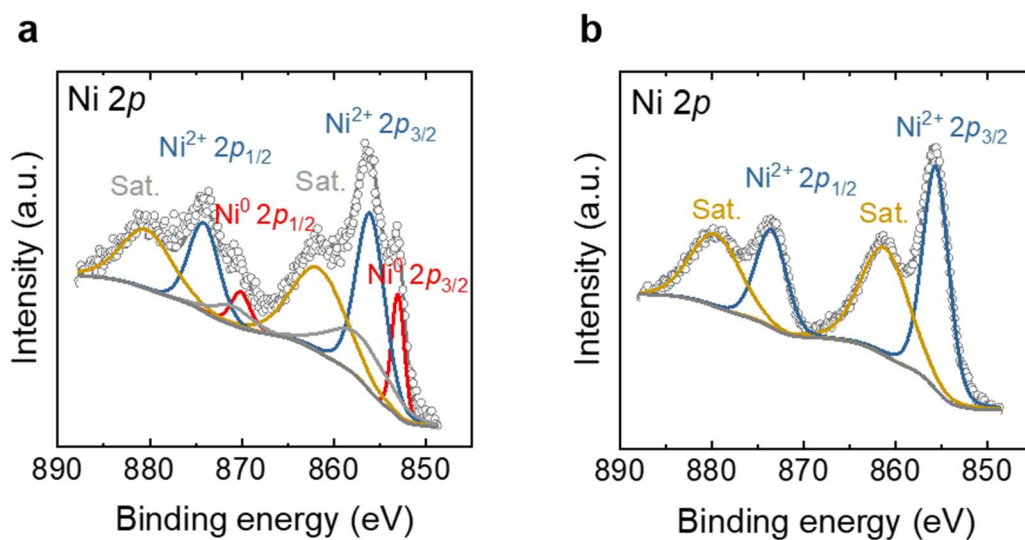 a
Ni 2p
Ni²⁺ 2p₃/₂
Ni²⁺ 2p₁/₂
Sat.
Sat.
Ni⁰ 2p₁/₂
Ni⁰ 2p₃/₂
Intensity (a.u.)
890 880 870 860 850
Binding energy (eV)
b
Ni 2p
Ni²⁺ 2p₃/₂
Ni²⁺ 2p₁/₂
Sat.
Sat.
Intensity (a.u.)
890 880 870 860 850
Binding energy (eV)